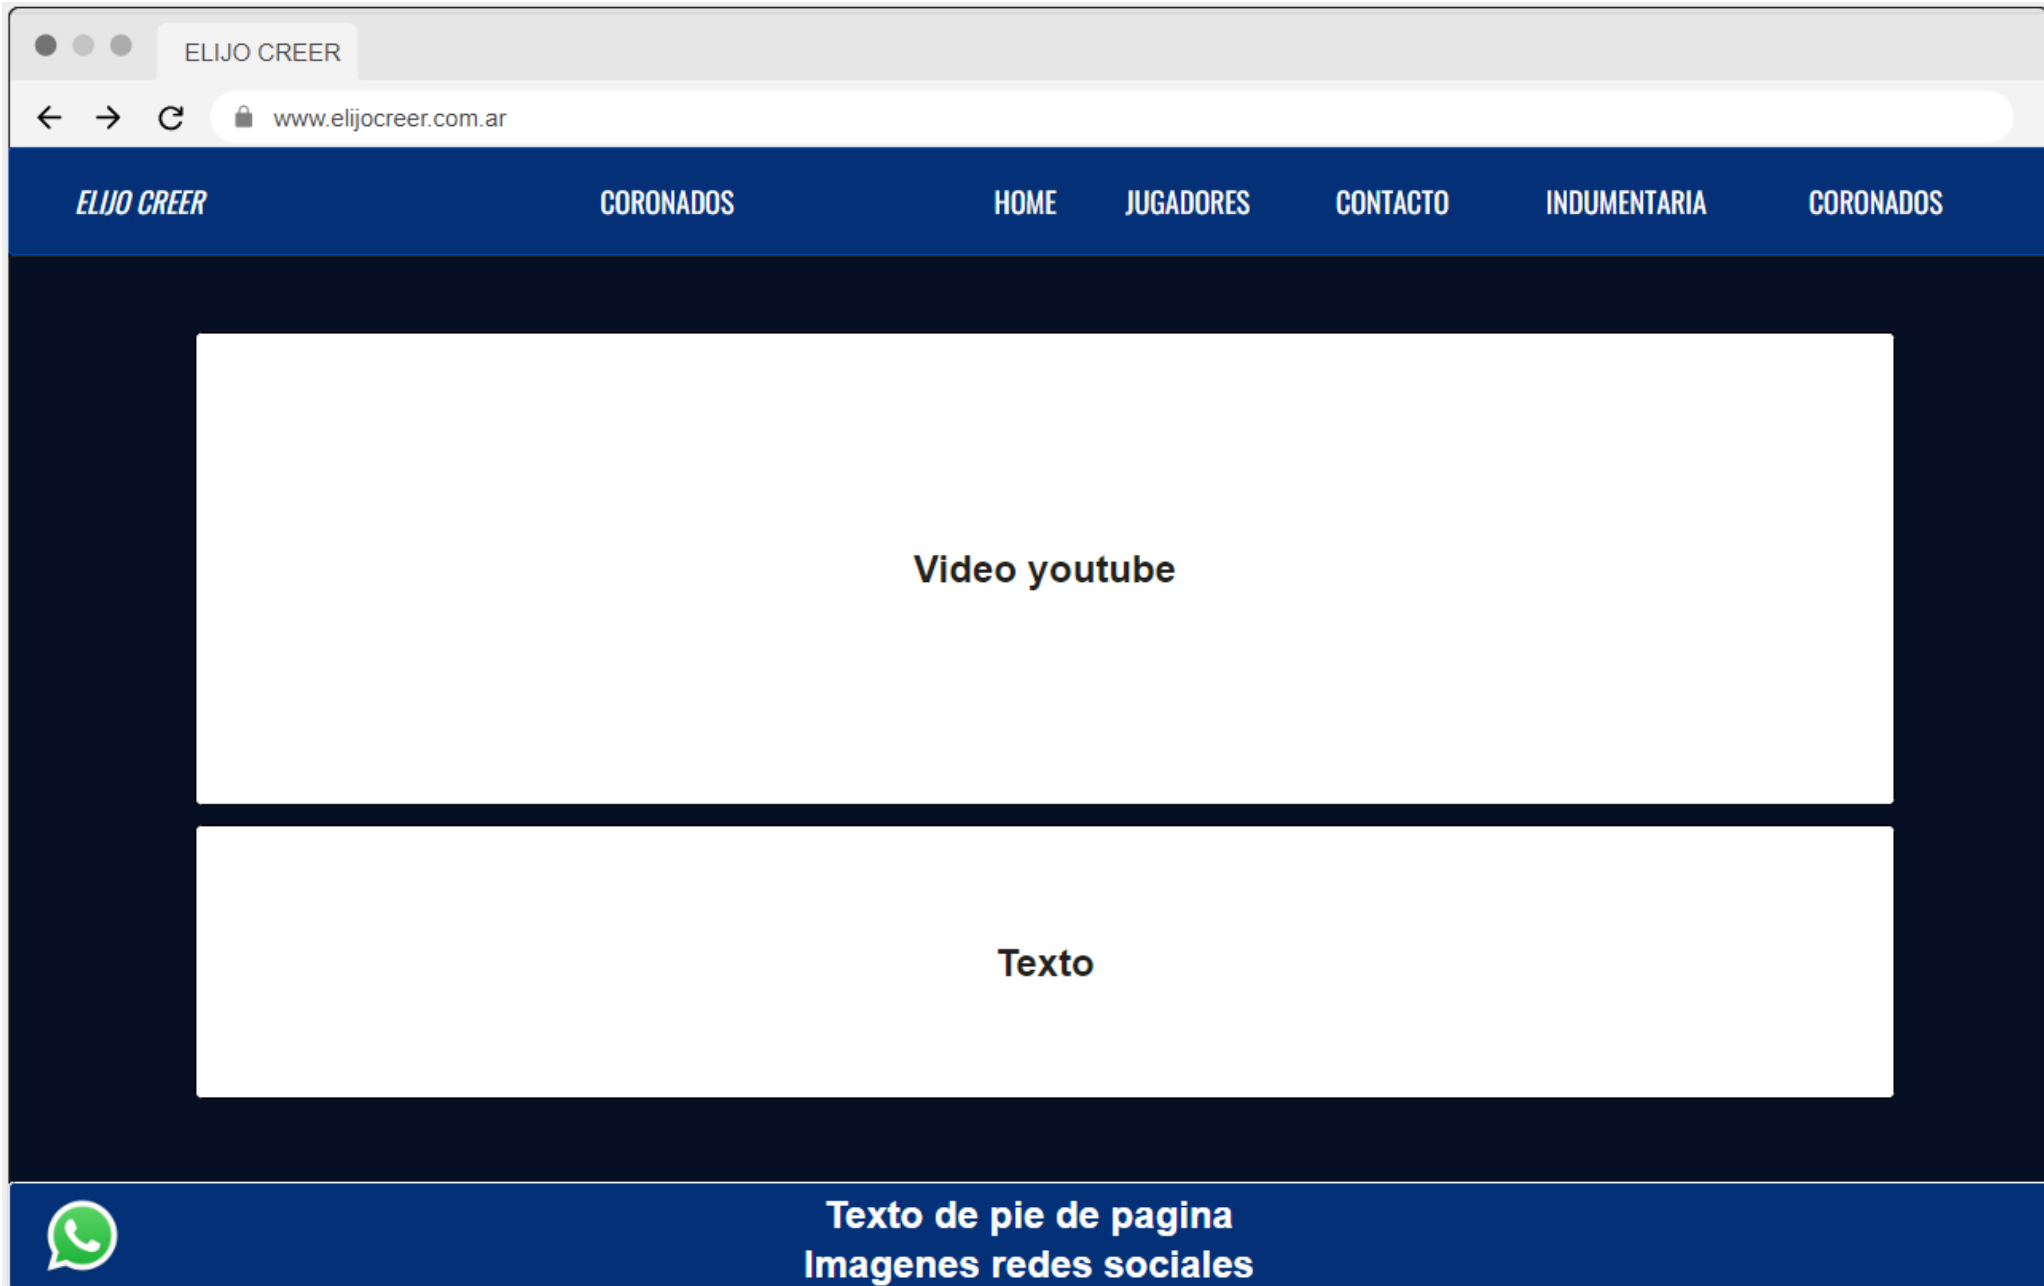 ELIJO CREER
www.elijocreer.com.ar
ELIJO CREER CORONADOS HOME JUGADORES CONTACTO INDUMENTARIA CORONADOS
Video youtube
Texto
Texto de pie de pagina
Imagenes redes sociales